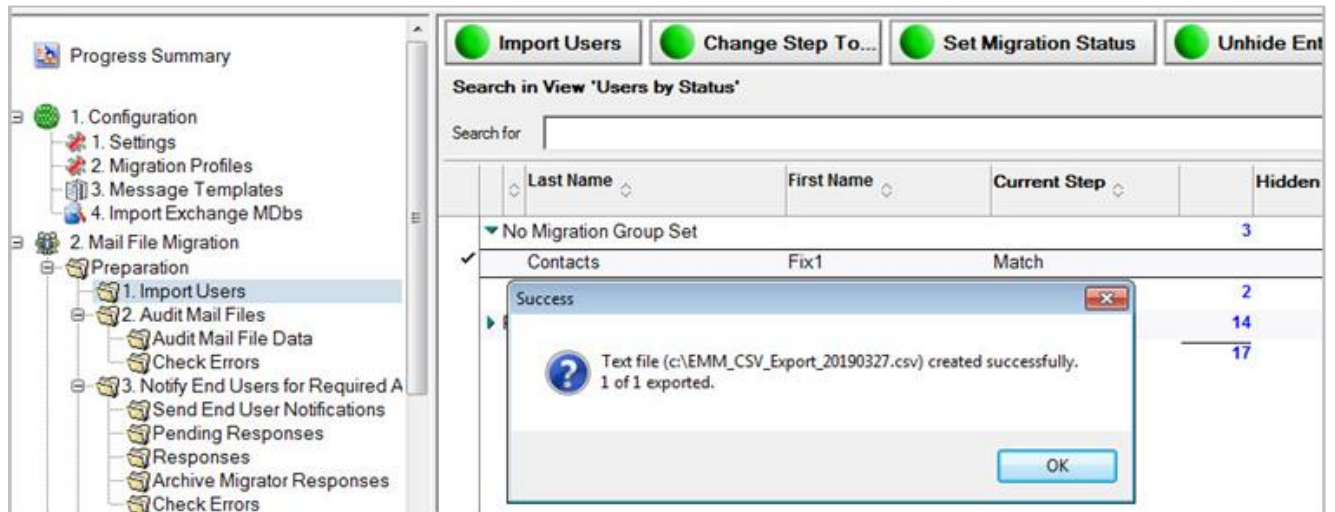 Progress Summary
1. Configuration
1. Settings
2. Migration Profiles
3. Message Templates
4. Import Exchange MDbs
2. Mail File Migration
Preparation
1. Import Users
2. Audit Mail Files
Audit Mail File Data
Check Errors
3. Notify End Users for Required A
Send End User Notifications
Pending Responses
Responses
Archive Migrator Responses
Check Errors
Import Users Change Step To... Set Migration Status Unhide Ent
Search in View 'Users by Status'
Search for
Last Name First Name Current Step Hidden
No Migration Group Set 3
Contacts Fix1 Match
2
14
17
Success
Text file (c:\EMM_CSV_Export_20190327.csv) created successfully.
1 of 1 exported.
OK